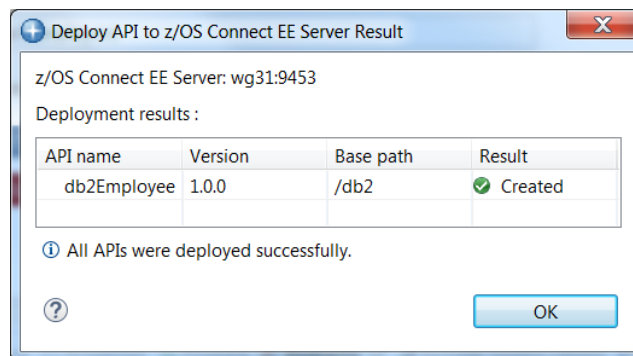 Deploy API to z/OS Connect EE Server Result
X
z/OS Connect EE Server: wg31:9453
Deployment results :
API name Version Base path Result
db2Employee 1.0.0 /db2 Created
All APIs were deployed successfully.
?
OK